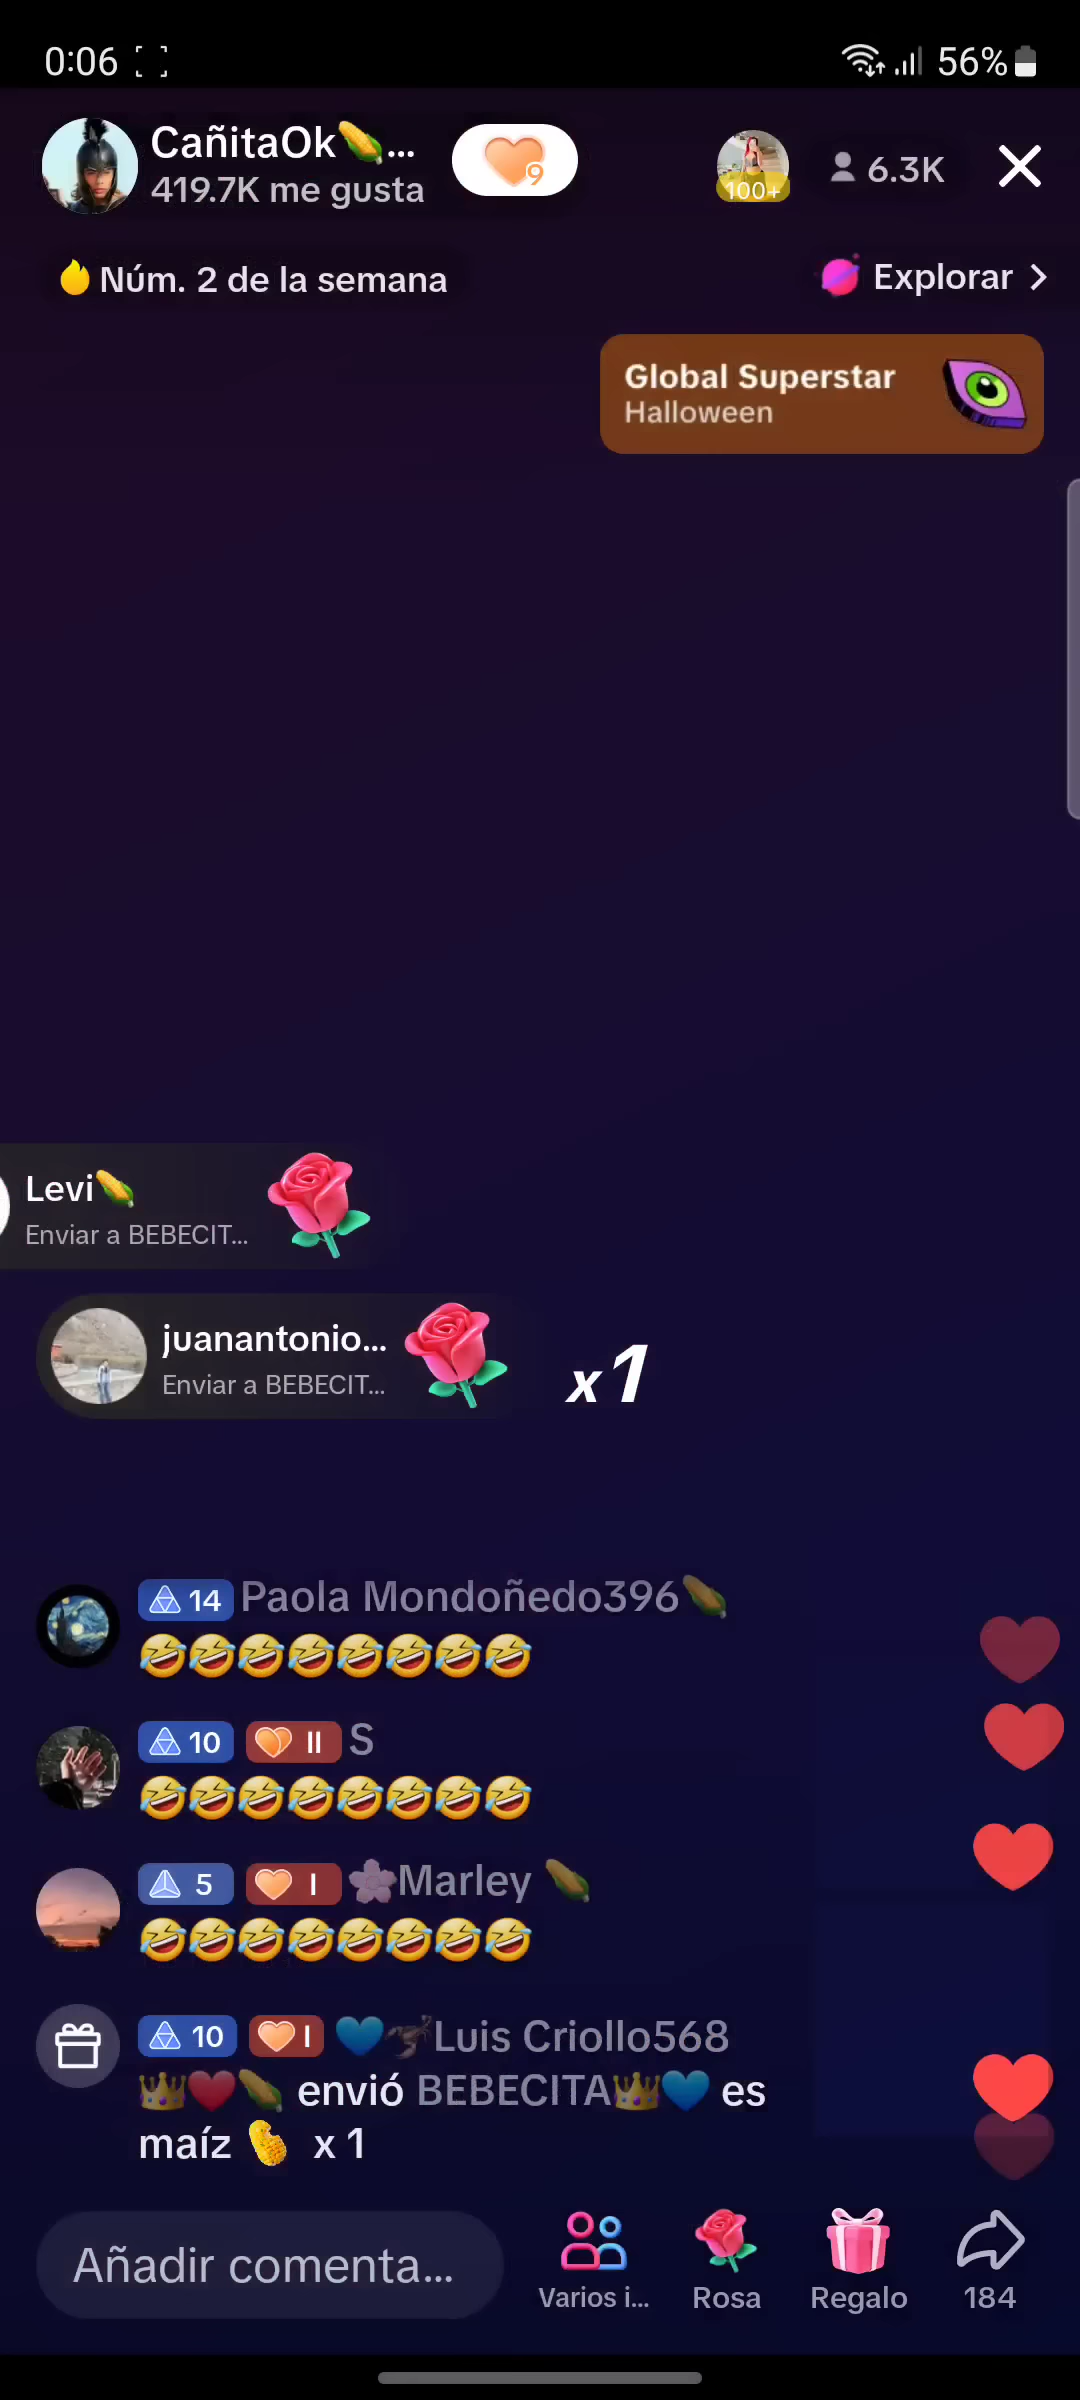 0:06 56%
CañitaOk🌽...
419.7K me gusta
9
100+
6.3K
Núm. 2 de la semana
Explorar >
Global Superstar
Halloween
Levi🌽
Enviar a BEBECIT...
juanantonio...
Enviar a BEBECIT...
x1
14 Paola Mondoñedo396🌽
🤣🤣🤣🤣🤣🤣🤣🤣
10 II S
🤣🤣🤣🤣🤣🤣🤣🤣
5 I 🌸Marley 🌽
🤣🤣🤣🤣🤣🤣🤣🤣
10 I 💙🦂Luis Criollo568
👑❤️🌽 envió BEBECITA👑💙 es
maíz x 1
Añadir comenta...
Varios i...
Rosa
Regalo
184